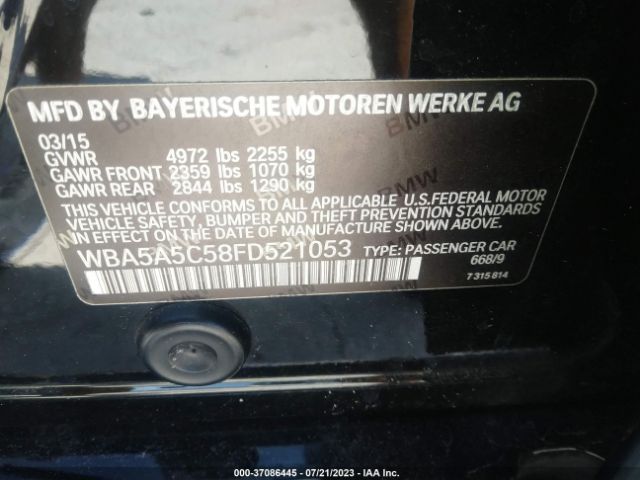 MFD BY BAYERISCHE MOTOREN WERKE AG
03/15
GVWR 4972 lbs 2255 kg
GAWR FRONT 2359 lbs 1070 kg
GAWR REAR 2844 lbs 1290 kg
THIS VEHICLE CONFORMS TO ALL APPLICABLE U.S.FEDERAL MOTOR
VEHICLE SAFETY, BUMPER AND THEFT PREVENTION STANDARDS
IN EFFECT ON THE DATE OF MANUFACTURE SHOWN ABOVE.
WBA5A5C58FD521053 TYPE: PASSENGER CAR
668/9
7 315 814
000-37086445 - 07/21/2023 - IAA Inc.